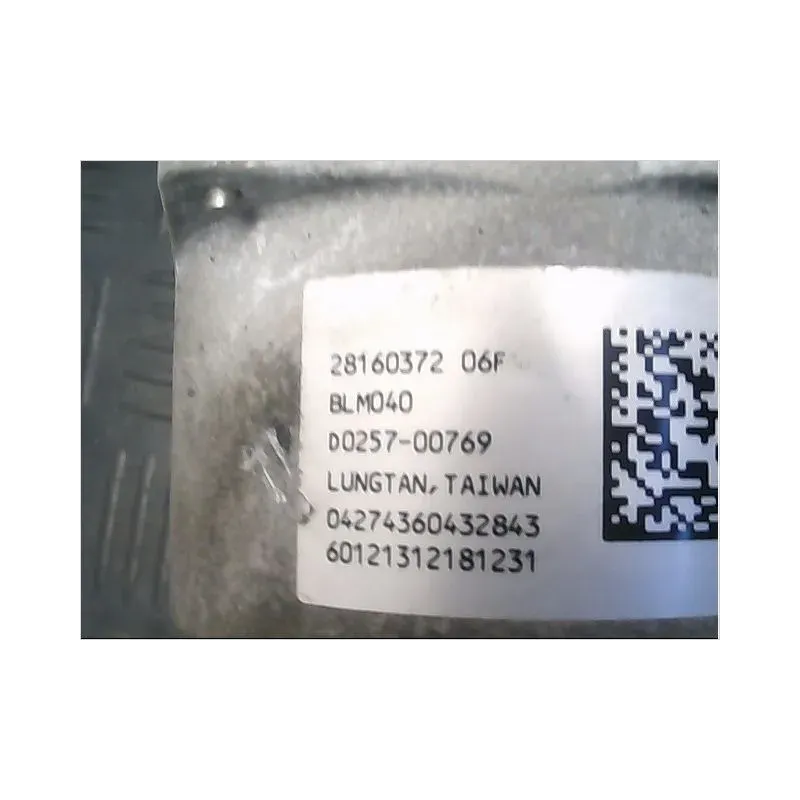 28160372 06F
BLM040
D0257-00769
LUNGTAN, TAIWAN
04274360432843
60121312181231